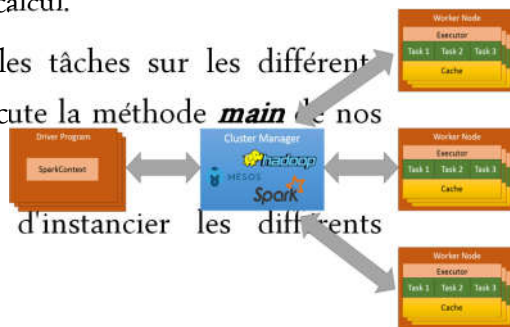 calcul.
les tâches sur les différent
cute la méthode main de nos
d'instancier les différents
Driver Program
SparkContext
Cluster Manager
hadoop
MESOS
Spark
Worker Node
Executor
Task 1 Task 2 Task 3
Cache
Worker Node
Executor
Task 1 Task 2 Task 3
Cache
Worker Node
Executor
Task 1 Task 2 Task 3
Cache